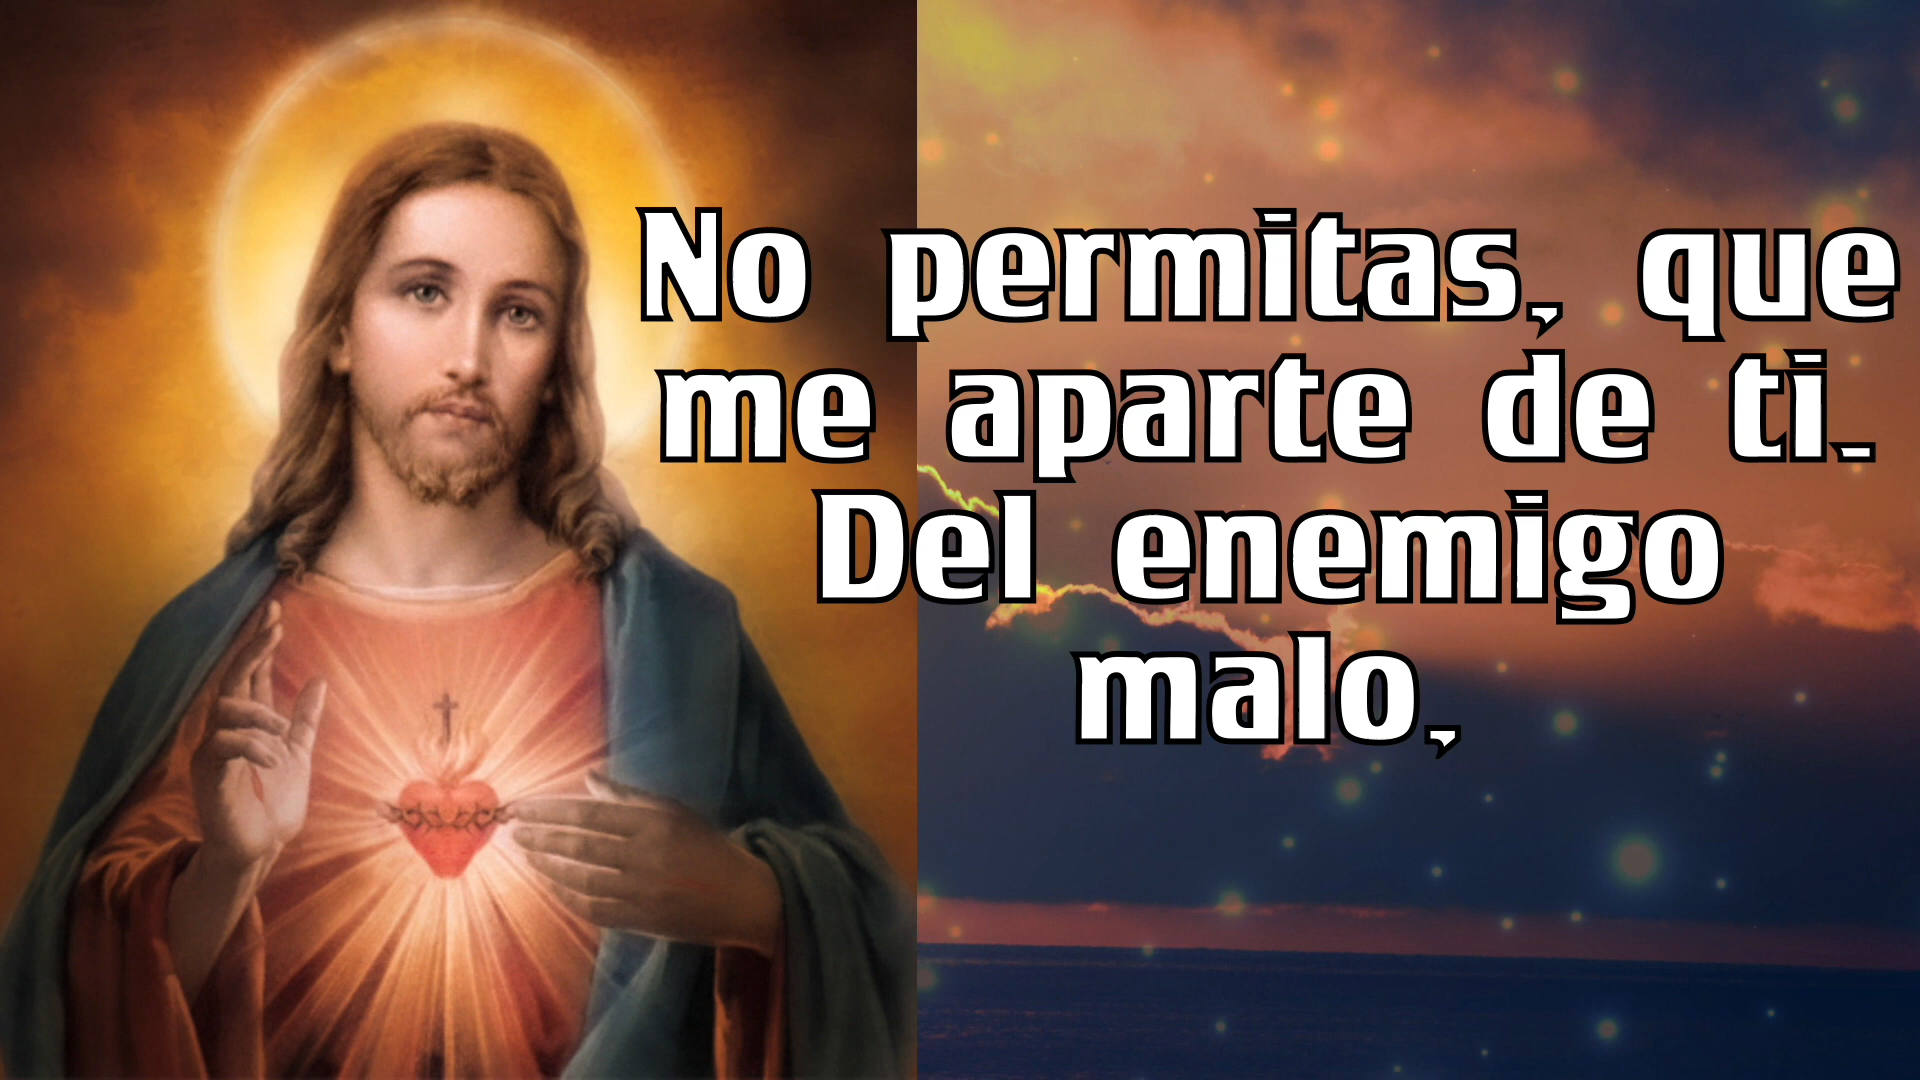 No permitas, que
me aparte de ti.
Del enemigo
malo,